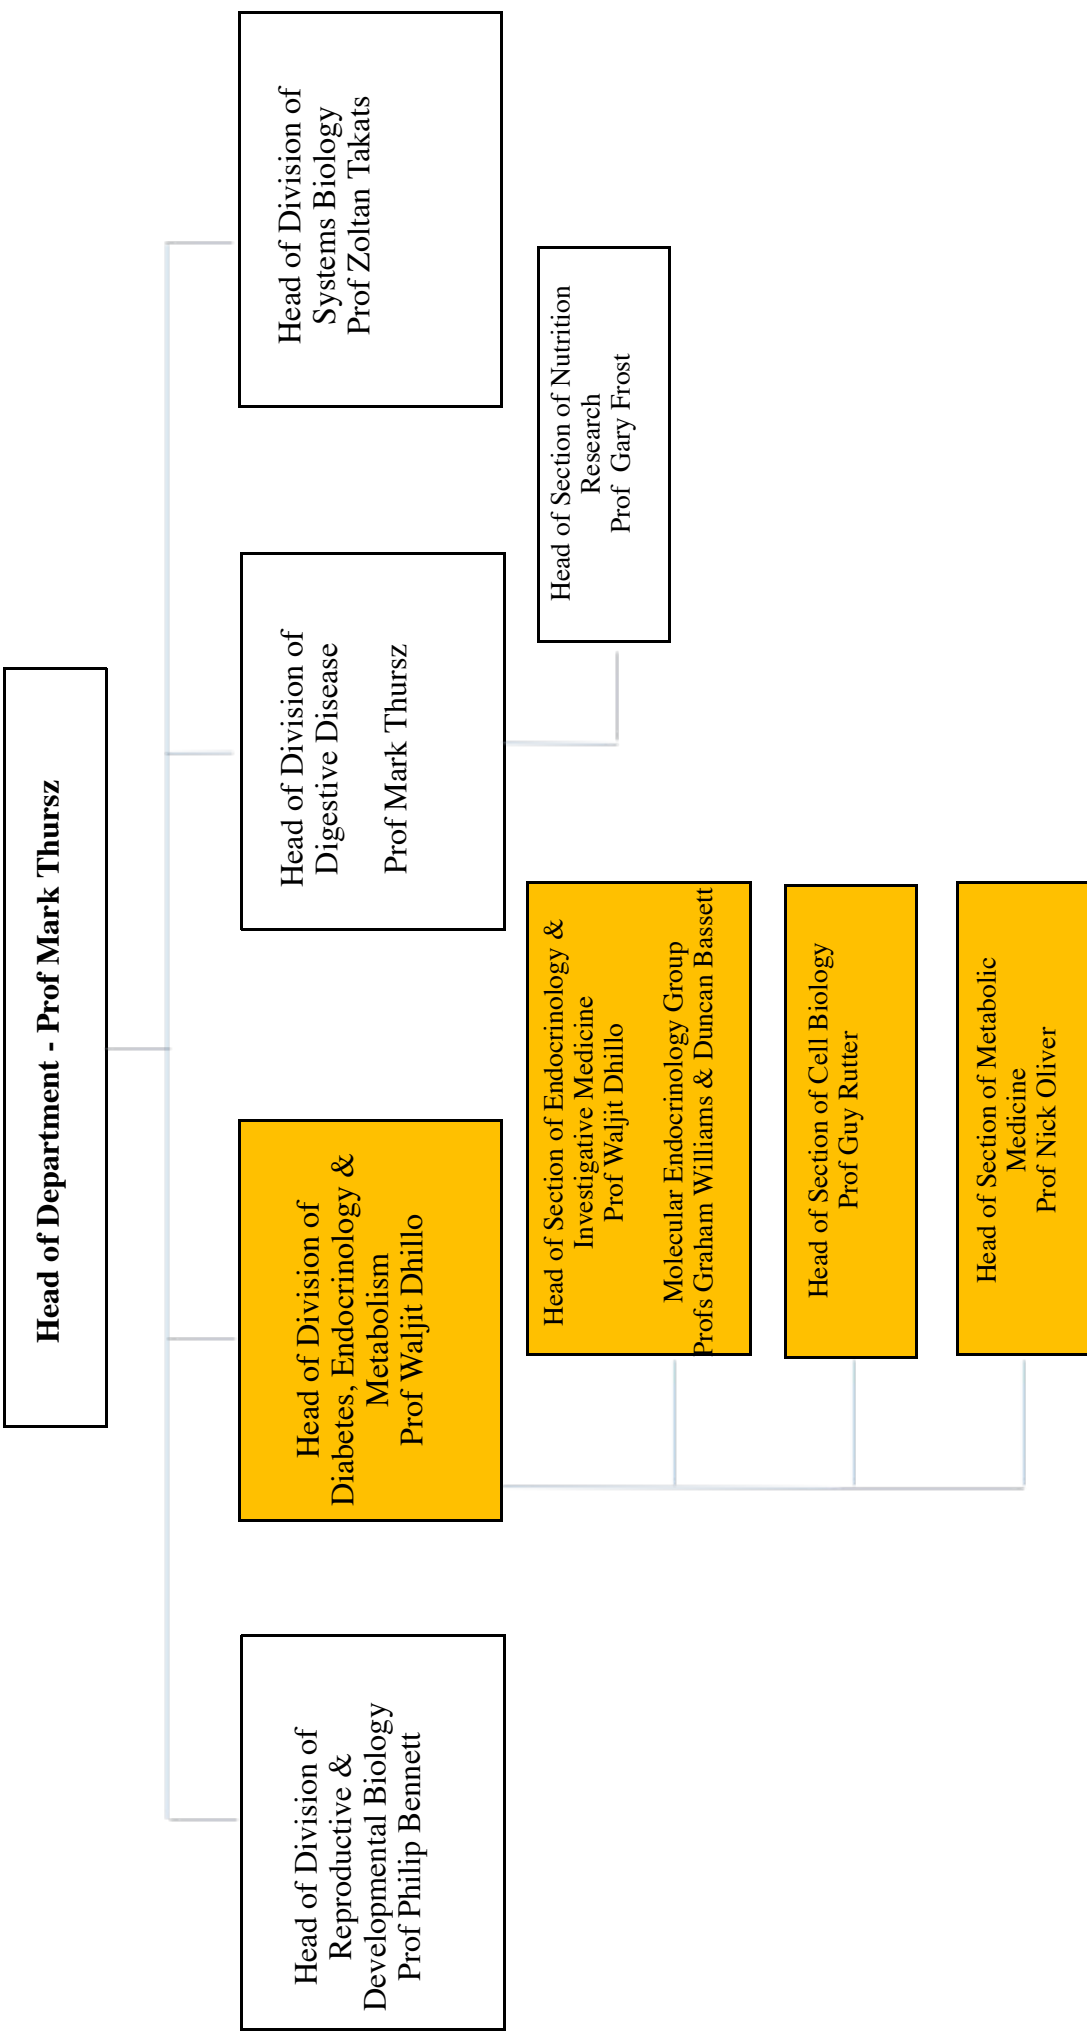 Head of Department - Prof Mark Thursz
Head of Division of
Reproductive &
Developmental Biology
Prof Philip Bennett
Head of Division of
Diabetes, Endocrinology &
Metabolism
Prof Waljit Dhillo
Head of Division of
Digestive Disease
Prof Mark Thursz
Head of Division of
Systems Biology
Prof Zoltan Takats
Head of Section of Endocrinology &
Investigative Medicine
Prof Waljit Dhillo
Molecular Endocrinology Group
Profs Graham Williams & Duncan Bassett
Head of Section of Cell Biology
Prof Guy Rutter
Head of Section of Metabolic
Medicine
Prof Nick Oliver
Head of Section of Nutrition
Research
Prof Gary Frost